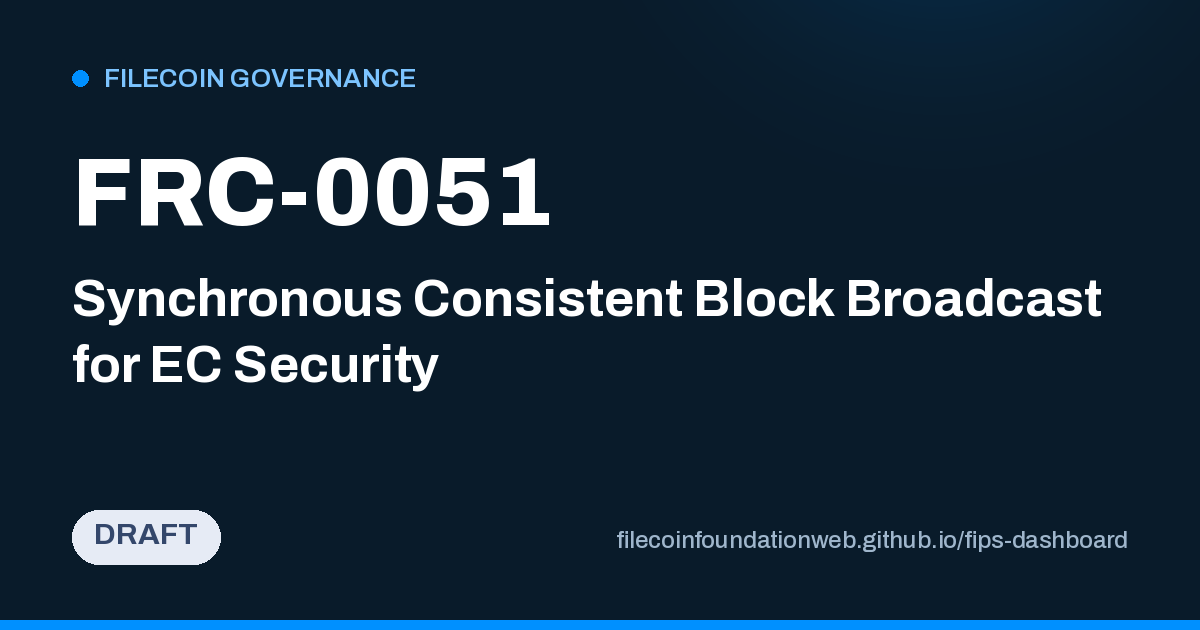 FILECOIN GOVERNANCE
FRC-0051
Synchronous Consistent Block Broadcast
for EC Security
DRAFT
filecoinfoundationweb.github.io/fips-dashboard